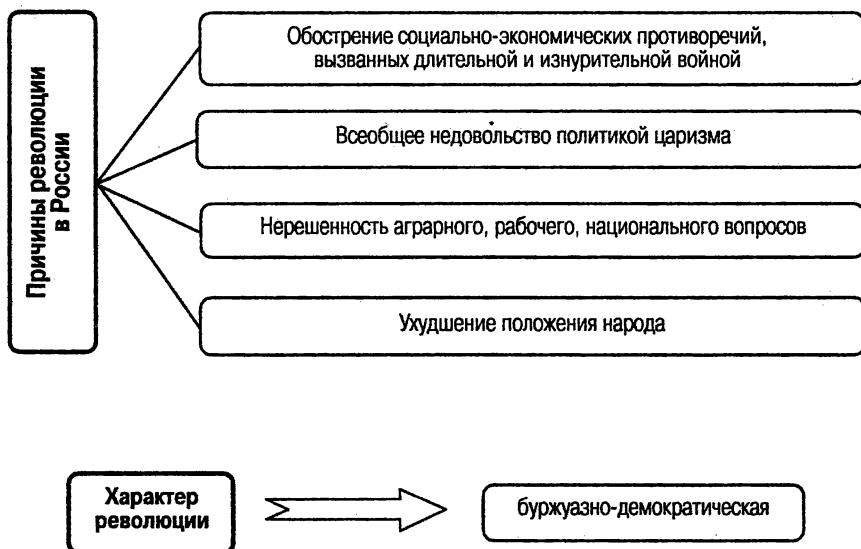 Причины революции
в России
Обострение социально-экономических противоречий,
вызванных длительной и изнурительной войной
Всеобщее недовольство политикой царизма
Нерешенность аграрного, рабочего, национального вопросов
Ухудшение положения народа
Характер
революции
буржуазно-демократическая